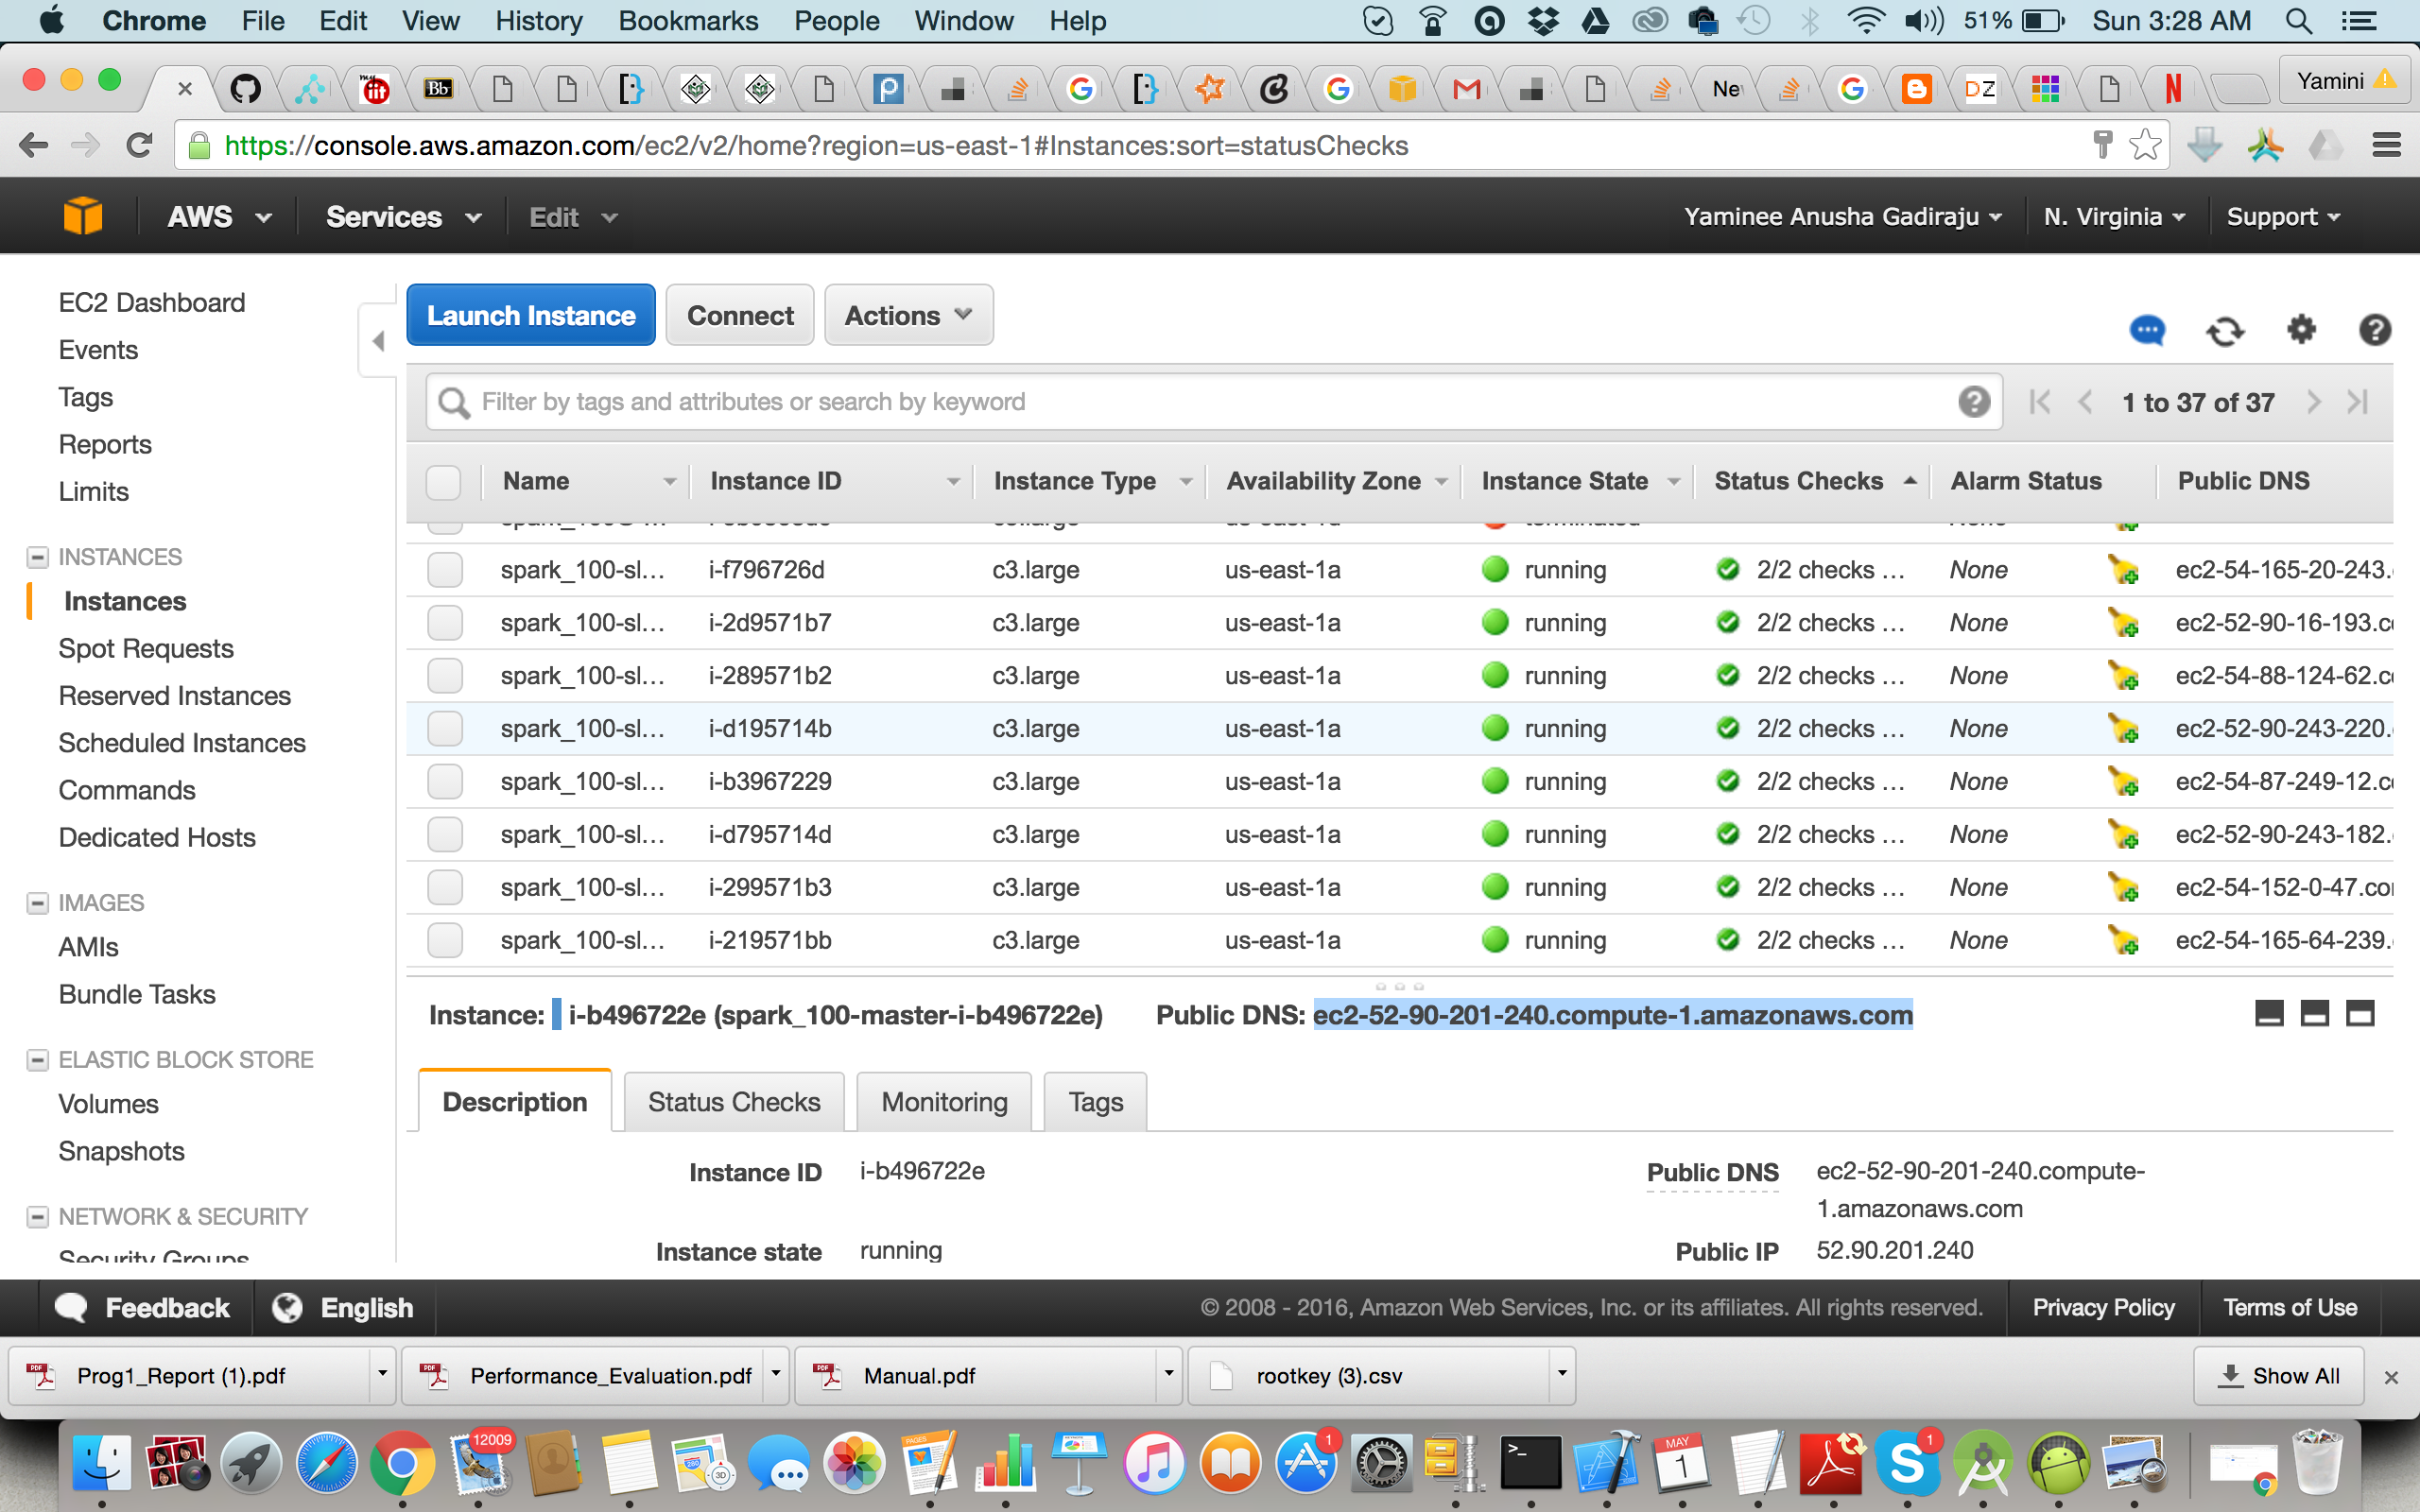 Chrome File Edit View History Bookmarks People Window Help 51% Sun 3:28 AM
Bb Ne DZ Yamini
https://console.aws.amazon.com/ec2/v2/home?region=us-east-1#Instances:sort=statusChecks
AWS Services Edit Yaminee Anusha Gadiraju N. Virginia Support
EC2 Dashboard
Events
Tags
Reports
Limits
INSTANCES
Instances
Spot Requests
Reserved Instances
Scheduled Instances
Commands
Dedicated Hosts
IMAGES
AMIs
Bundle Tasks
ELASTIC BLOCK STORE
Volumes
Snapshots
NETWORK & SECURITY
Security Groups
Launch Instance Connect Actions
Filter by tags and attributes or search by keyword 1 to 37 of 37
Name Instance ID Instance Type Availability Zone Instance State Status Checks Alarm Status Public DNS
spark_100-sl... i-f796726d c3.large us-east-1a running 2/2 checks ... None ec2-54-165-20-243.
spark_100-sl... i-2d9571b7 c3.large us-east-1a running 2/2 checks ... None ec2-52-90-16-193.c
spark_100-sl... i-289571b2 c3.large us-east-1a running 2/2 checks ... None ec2-54-88-124-62.c
spark_100-sl... i-d195714b c3.large us-east-1a running 2/2 checks ... None ec2-52-90-243-220.
spark_100-sl... i-b3967229 c3.large us-east-1a running 2/2 checks ... None ec2-54-87-249-12.c
spark_100-sl... i-d795714d c3.large us-east-1a running 2/2 checks ... None ec2-52-90-243-182.
spark_100-sl... i-299571b3 c3.large us-east-1a running 2/2 checks ... None ec2-54-152-0-47.co
spark_100-sl... i-219571bb c3.large us-east-1a running 2/2 checks ... None ec2-54-165-64-239.
Instance: i-b496722e (spark_100-master-i-b496722e) Public DNS: ec2-52-90-201-240.compute-1.amazonaws.com
Description Status Checks Monitoring Tags
Instance ID i-b496722e Public DNS ec2-52-90-201-240.compute-
1.amazonaws.com
Instance state running Public IP 52.90.201.240
Feedback English © 2008 - 2016, Amazon Web Services, Inc. or its affiliates. All rights reserved. Privacy Policy Terms of Use
Prog1_Report (1).pdf Performance_Evaluation.pdf Manual.pdf rootkey (3).csv Show All
12009 PAGES 3D 1 MAY 1 1